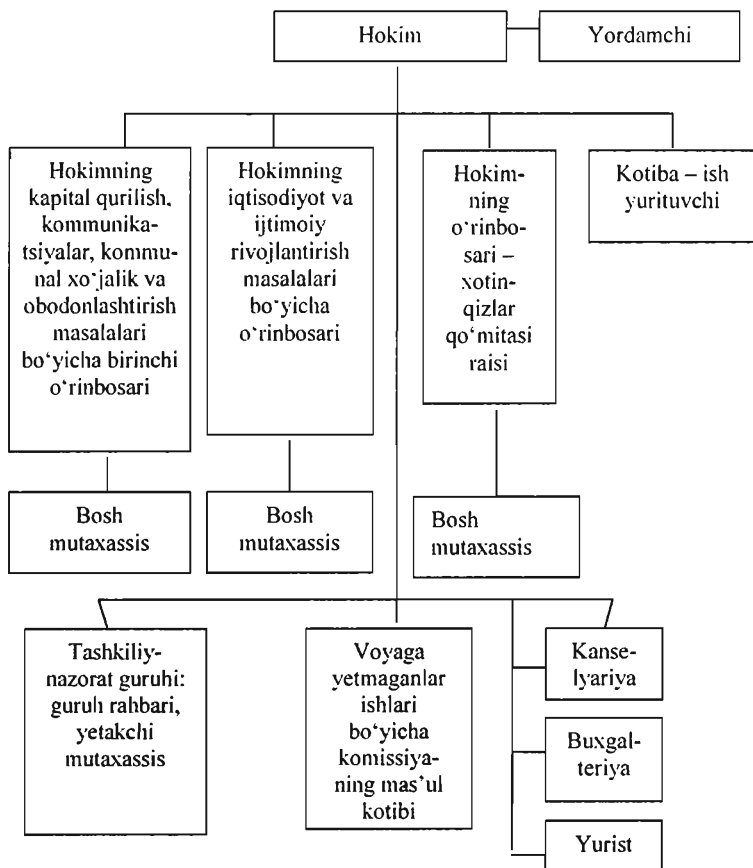 Hokim
Yordamchi
Hokimning
kapital qurilish,
kommunika-
tsiyalar, kommu-
nal xo‘jalik va
obodonlashtirish
masalalari
bo‘yicha birinchi
o‘rinbosari
Hokimning
iqtisodiyot va
ijtimoiy
rivojlantirish
masalalari
bo‘yicha
o‘rinbosari
Hokim-
ning
o‘rinbo-
sari –
xotin-
qizlar
qo‘mitasi
raisi
Kotiba – ish
yurituvchi
Bosh
mutaxassis
Bosh
mutaxassis
Bosh
mutaxassis
Tashkiliy-
nazorat guruhi:
guruh rahbari,
yetakchi
mutaxassis
Voyaga
yetmaganlar
ishlari
bo‘yicha
komissiya-
ning mas’ul
kotibi
Kanse-
lyariya
Buxgal-
teriya
Yurist